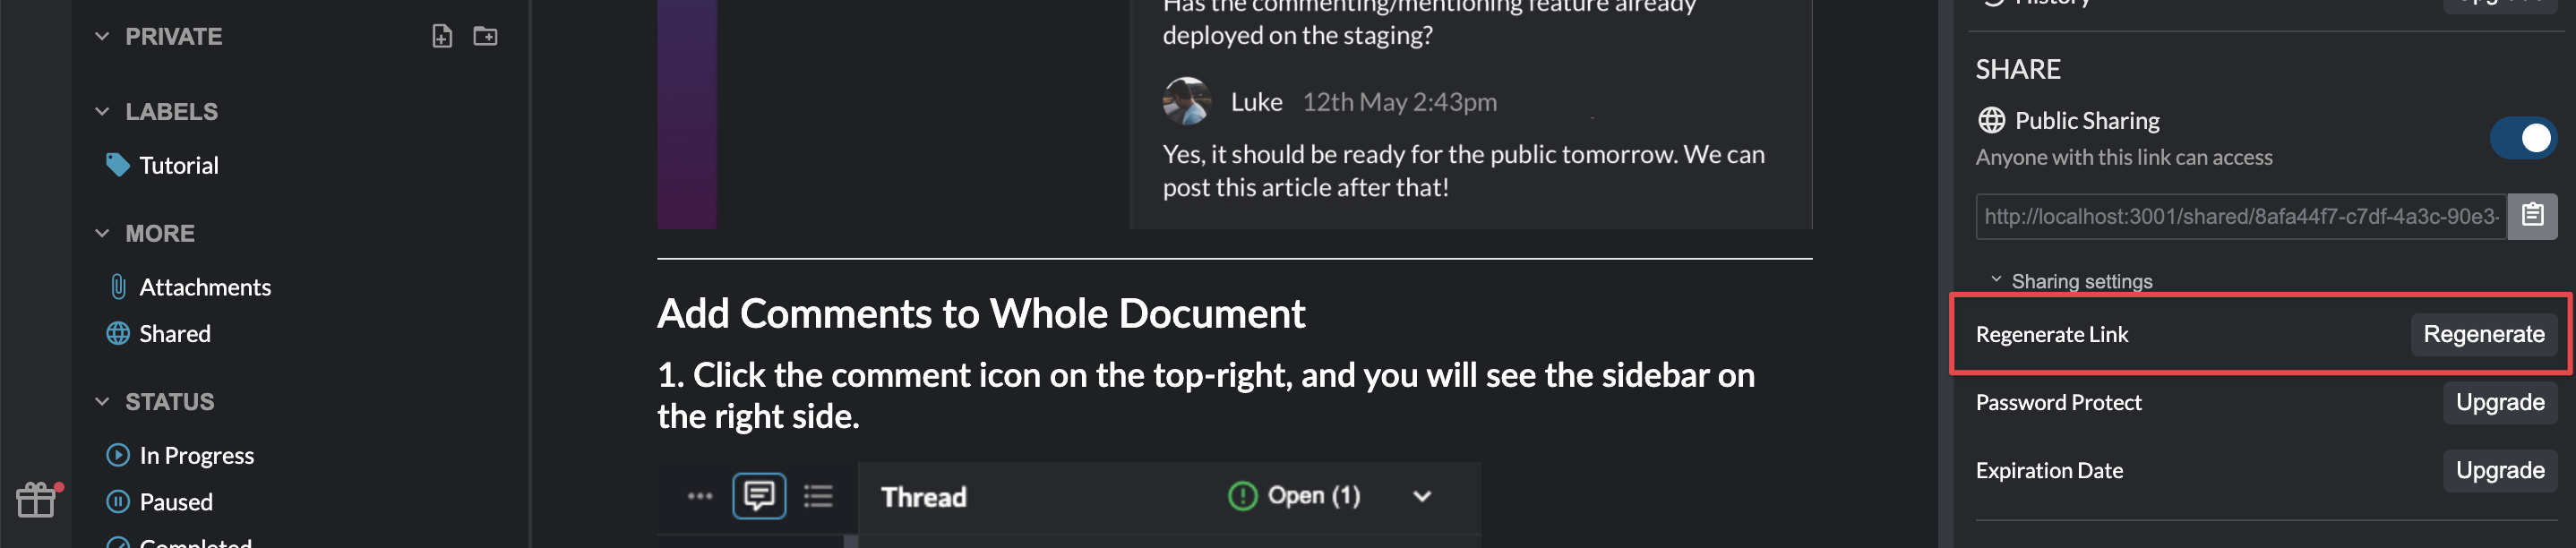 PRIVATE
LABELS
Tutorial
MORE
Attachments
Shared
STATUS
In Progress
Paused
Completed
Has the commenting/mentioning feature already
deployed on the staging?
Luke 12th May 2:43pm
Yes, it should be ready for the public tomorrow. We can
post this article after that!
Add Comments to Whole Document
1. Click the comment icon on the top-right, and you will see the sidebar on
the right side.
Thread Open (1)
History Upgrade
SHARE
Public Sharing
Anyone with this link can access
http://localhost:3001/shared/8afa44f7-c7df-4a3c-90e3-
Sharing settings
Regenerate Link Regenerate
Password Protect Upgrade
Expiration Date Upgrade